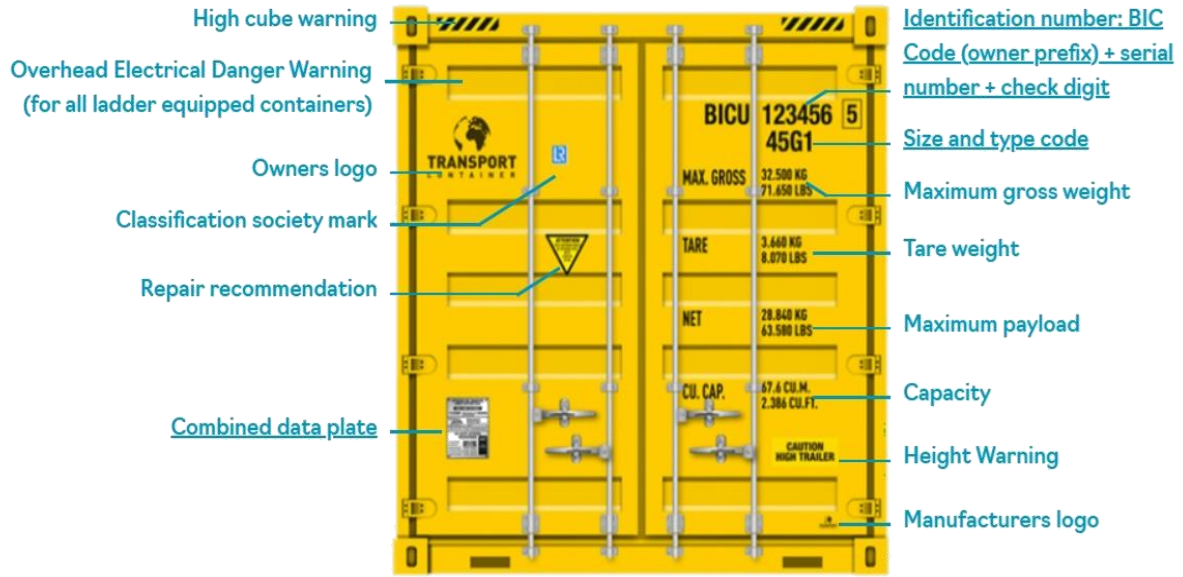 High cube warning
Overhead Electrical Danger Warning
(for all ladder equipped containers)
Owners logo
Classification society mark
Repair recommendation
Combined data plate
TRANSPORT
CONTAINER
LR
ATTENTION
BICU 123456 5
45G1
MAX. GROSS 32.500 KG
71.650 LBS
TARE 3.660 KG
8.070 LBS
NET 28.840 KG
63.580 LBS
CU. CAP. 67.6 CU.M.
2.386 CU.FT.
CAUTION
HIGH TRAILER
Identification number: BIC
Code (owner prefix) + serial
number + check digit
Size and type code
Maximum gross weight
Tare weight
Maximum payload
Capacity
Height Warning
Manufacturers logo